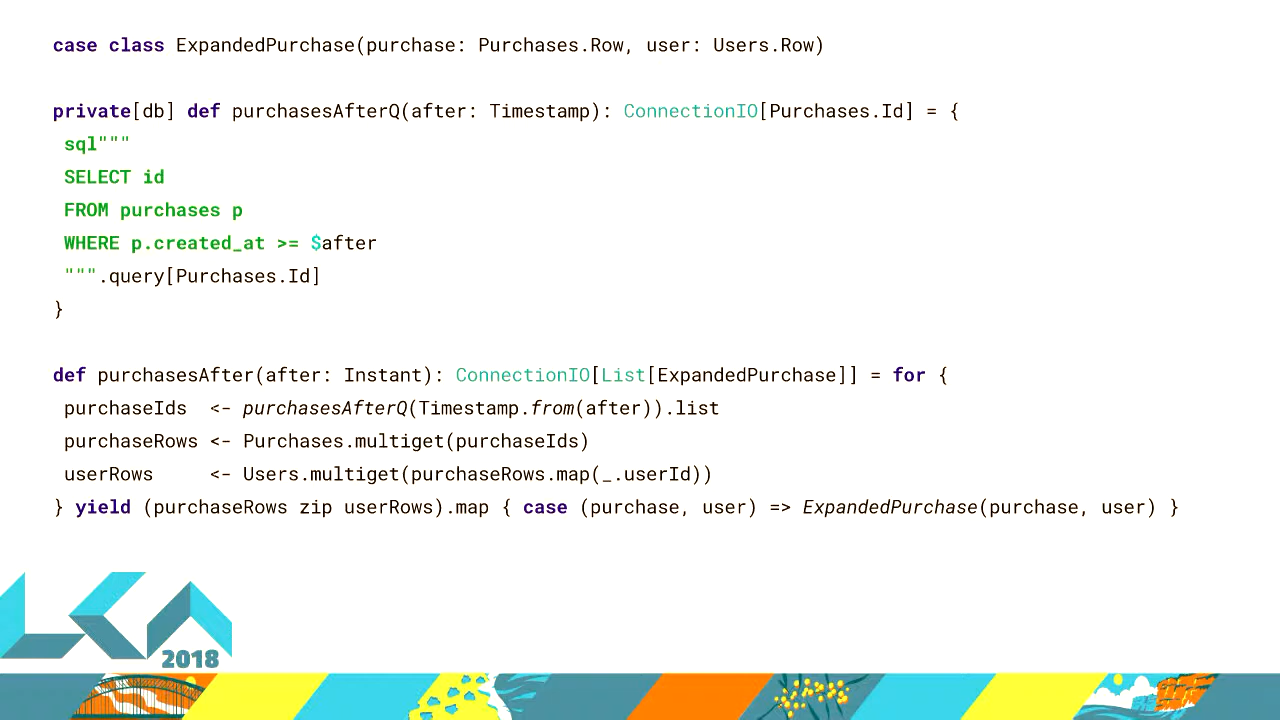 case class ExpandedPurchase(purchase: Purchases.Row, user: Users.Row)
private[db] def purchasesAfterQ(after: Timestamp): ConnectionIO[Purchases.Id] = {
sql"""
SELECT id
FROM purchases p
WHERE p.created_at >= $after
""".query[Purchases.Id]
}
def purchasesAfter(after: Instant): ConnectionIO[List[ExpandedPurchase]] = for {
purchaseIds  <- purchasesAfterQ(Timestamp.from(after)).list
purchaseRows <- Purchases.multiget(purchaseIds)
userRows     <- Users.multiget(purchaseRows.map(_.userId))
} yield (purchaseRows zip userRows).map { case (purchase, user) => ExpandedPurchase(purchase, user) }
LCA
2018